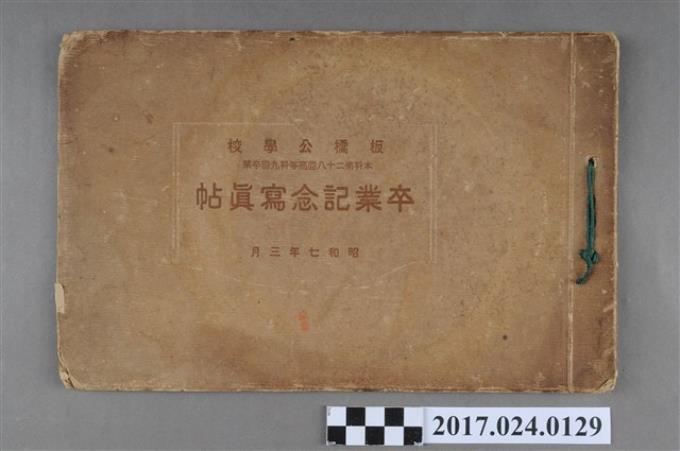 板橋公學校
本科第二十八回高等科九回卒業
卒業記念寫眞帖
昭和七年三月
2017.024.0129